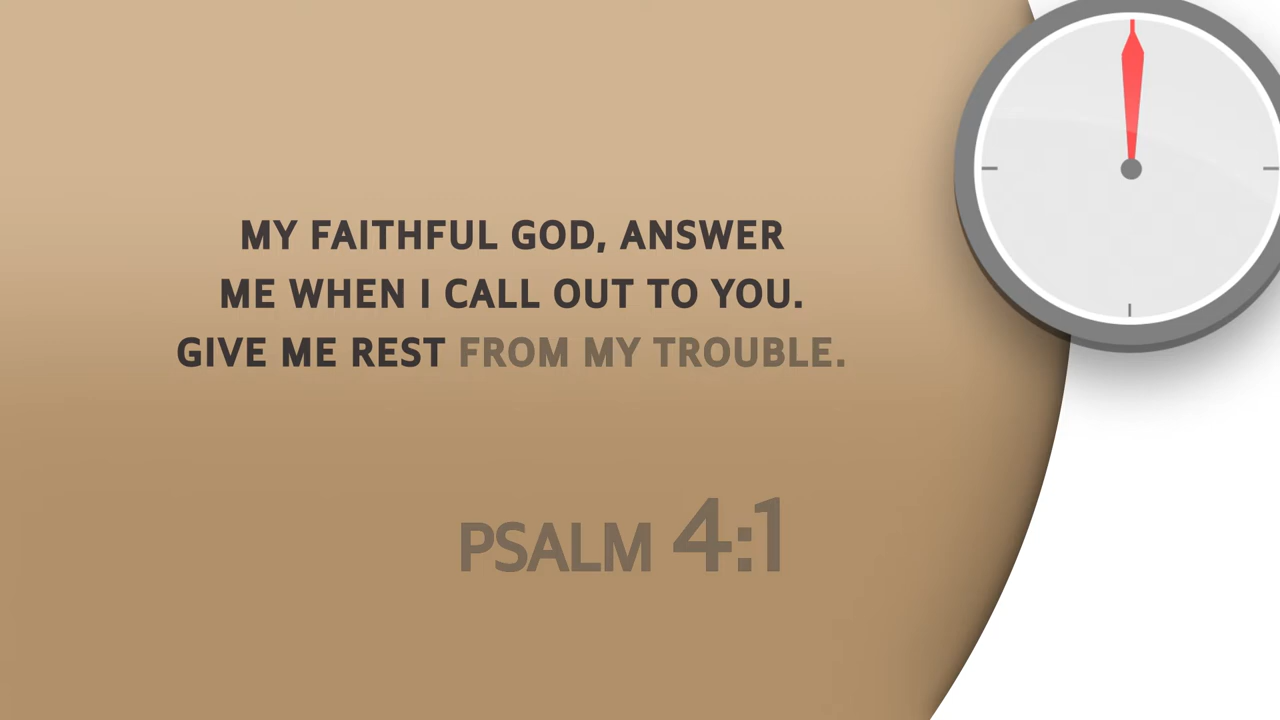 MY FAITHFUL GOD, ANSWER
ME WHEN I CALL OUT TO YOU.
GIVE ME REST FROM MY TROUBLE.
PSALM 4:1